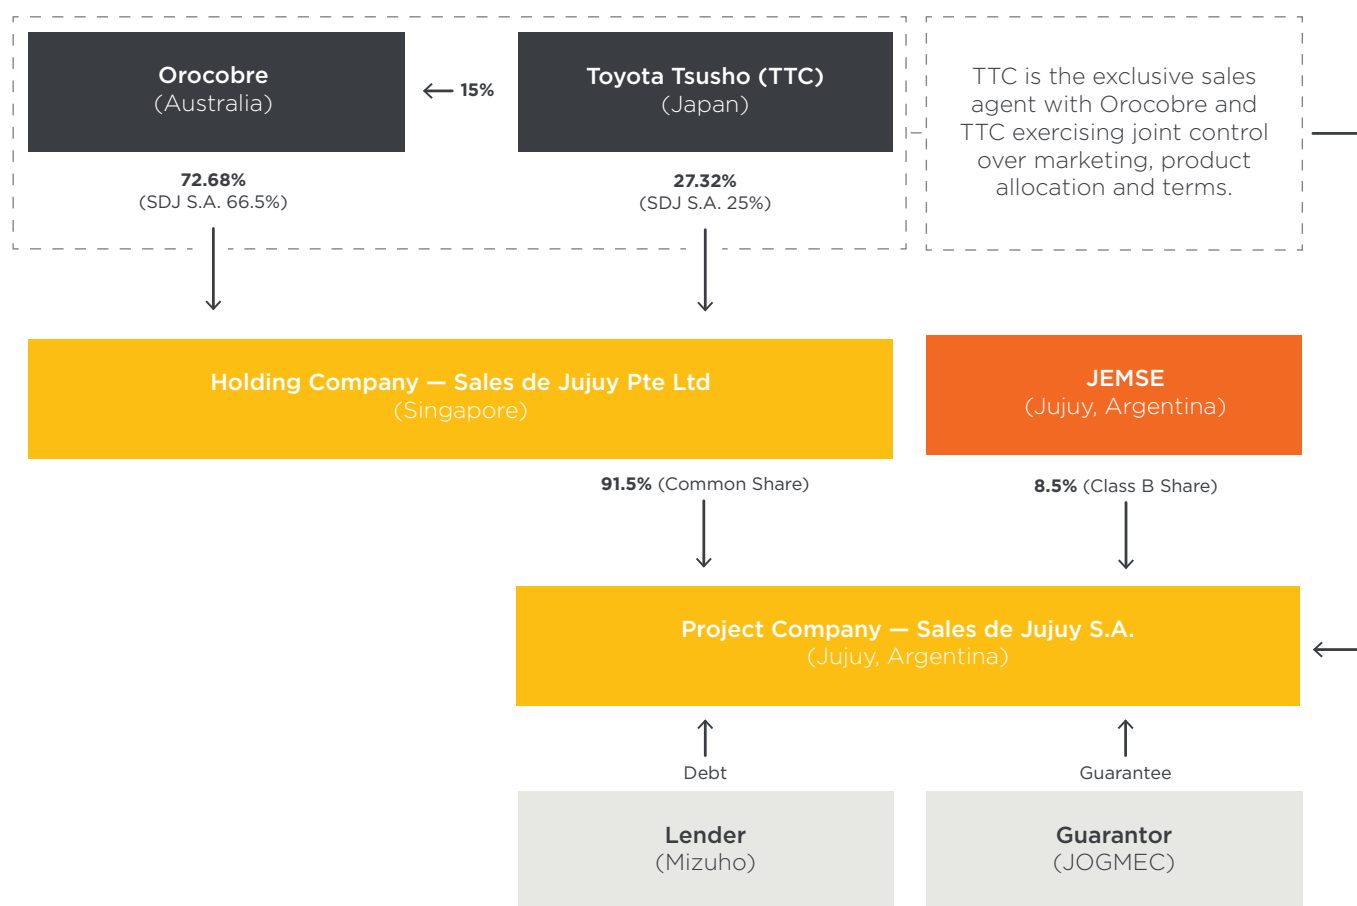 Orocobre
(Australia)
15%
Toyota Tsusho (TTC)
(Japan)
TTC is the exclusive sales
agent with Orocobre and
TTC exercising joint control
over marketing, product
allocation and terms.
72.68%
(SDJ S.A. 66.5%)
27.32%
(SDJ S.A. 25%)
Holding Company — Sales de Jujuy Pte Ltd
(Singapore)
JEMSE
(Jujuy, Argentina)
91.5% (Common Share)
8.5% (Class B Share)
Project Company — Sales de Jujuy S.A.
(Jujuy, Argentina)
Debt
Guarantee
Lender
(Mizuho)
Guarantor
(JOGMEC)